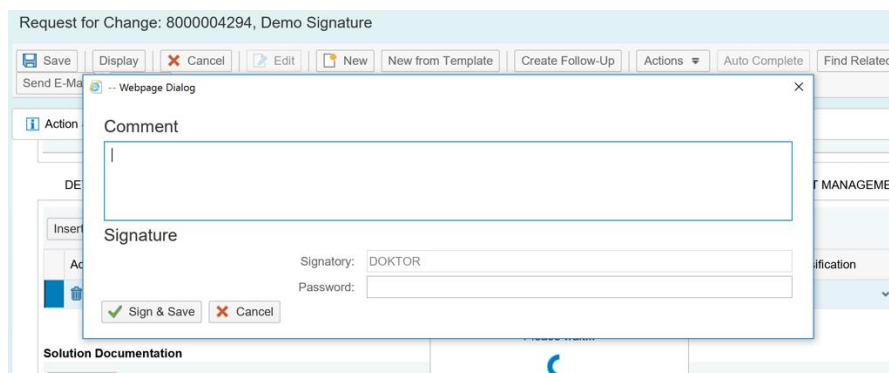 Request for Change: 8000004294, Demo Signature
Save Display Cancel Edit New New from Template Create Follow-Up Actions Auto Complete Find Related
Send E-Ma
-- Webpage Dialog
Action
Comment
DE
T MANAGEME
Insert
Signature
Signatory: DOKTOR
Ac
ification
Password:
Sign & Save Cancel
Solution Documentation